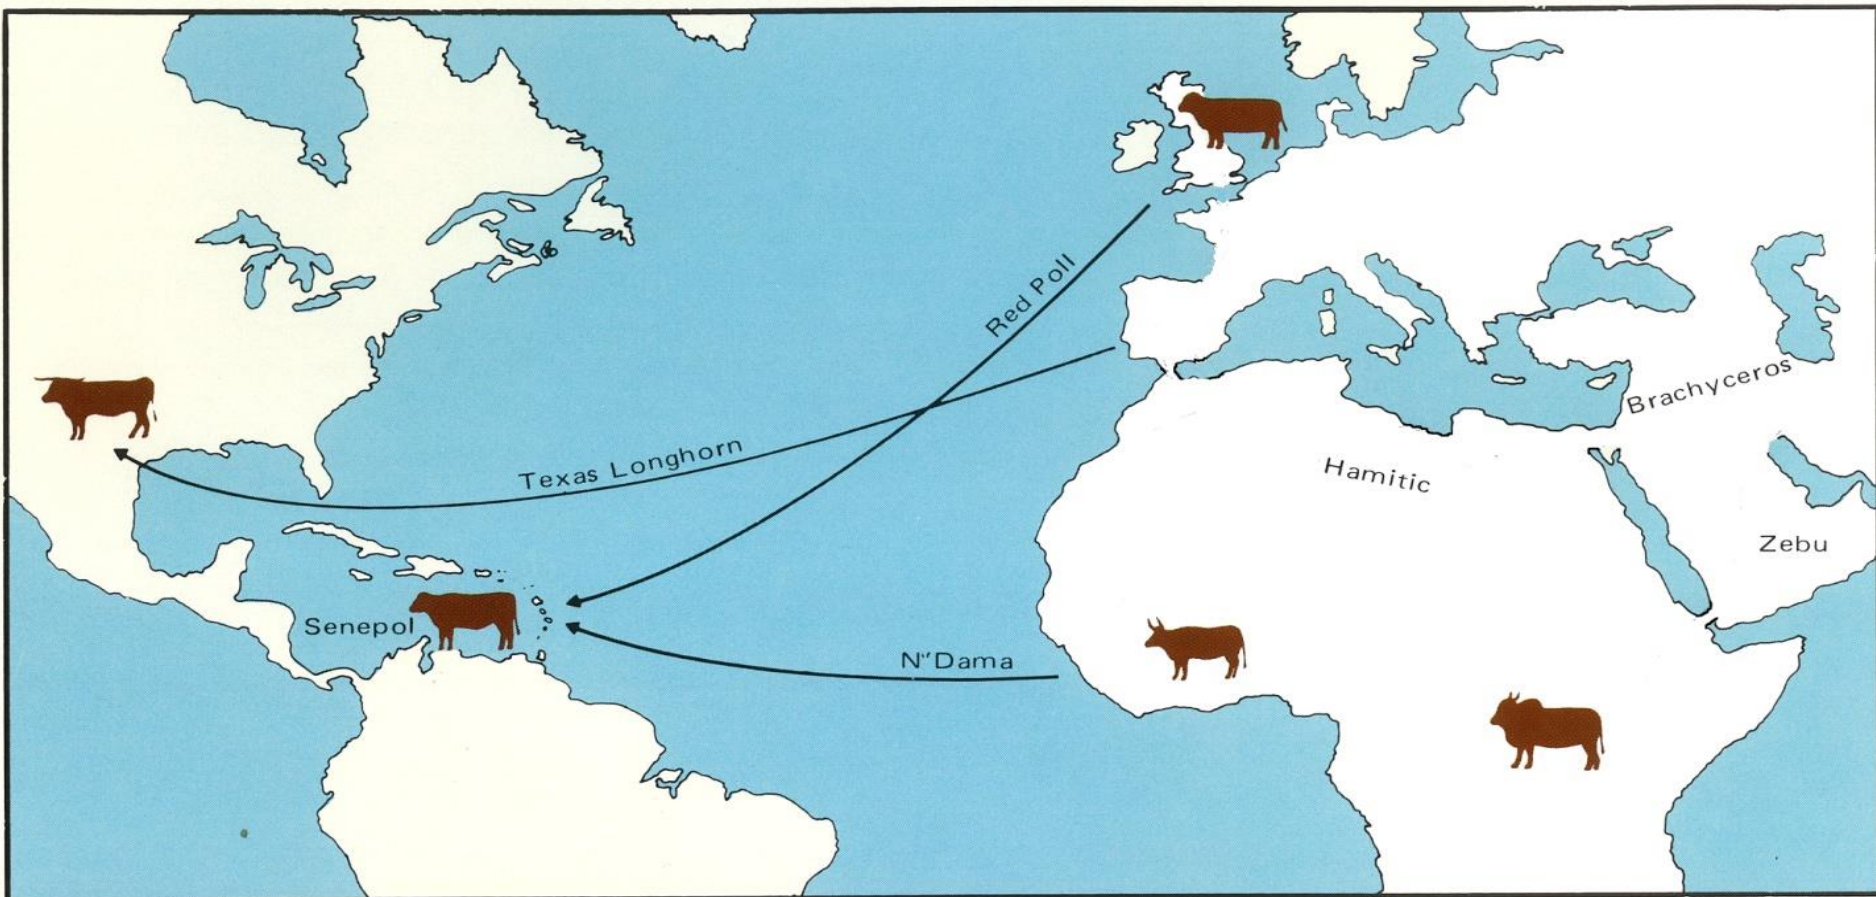 Red Poll
Brachyceros
Texas Longhorn
Hamitic
Zebu
Senepol
N"Dama